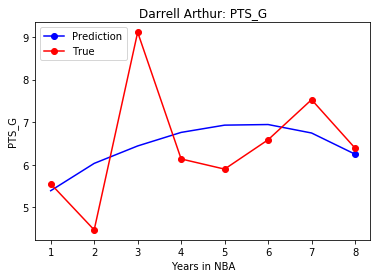 Darrell Arthur: PTS_G
Prediction
True
9
8
7
6
5
PTS_G
1 2 3 4 5 6 7 8
Years in NBA